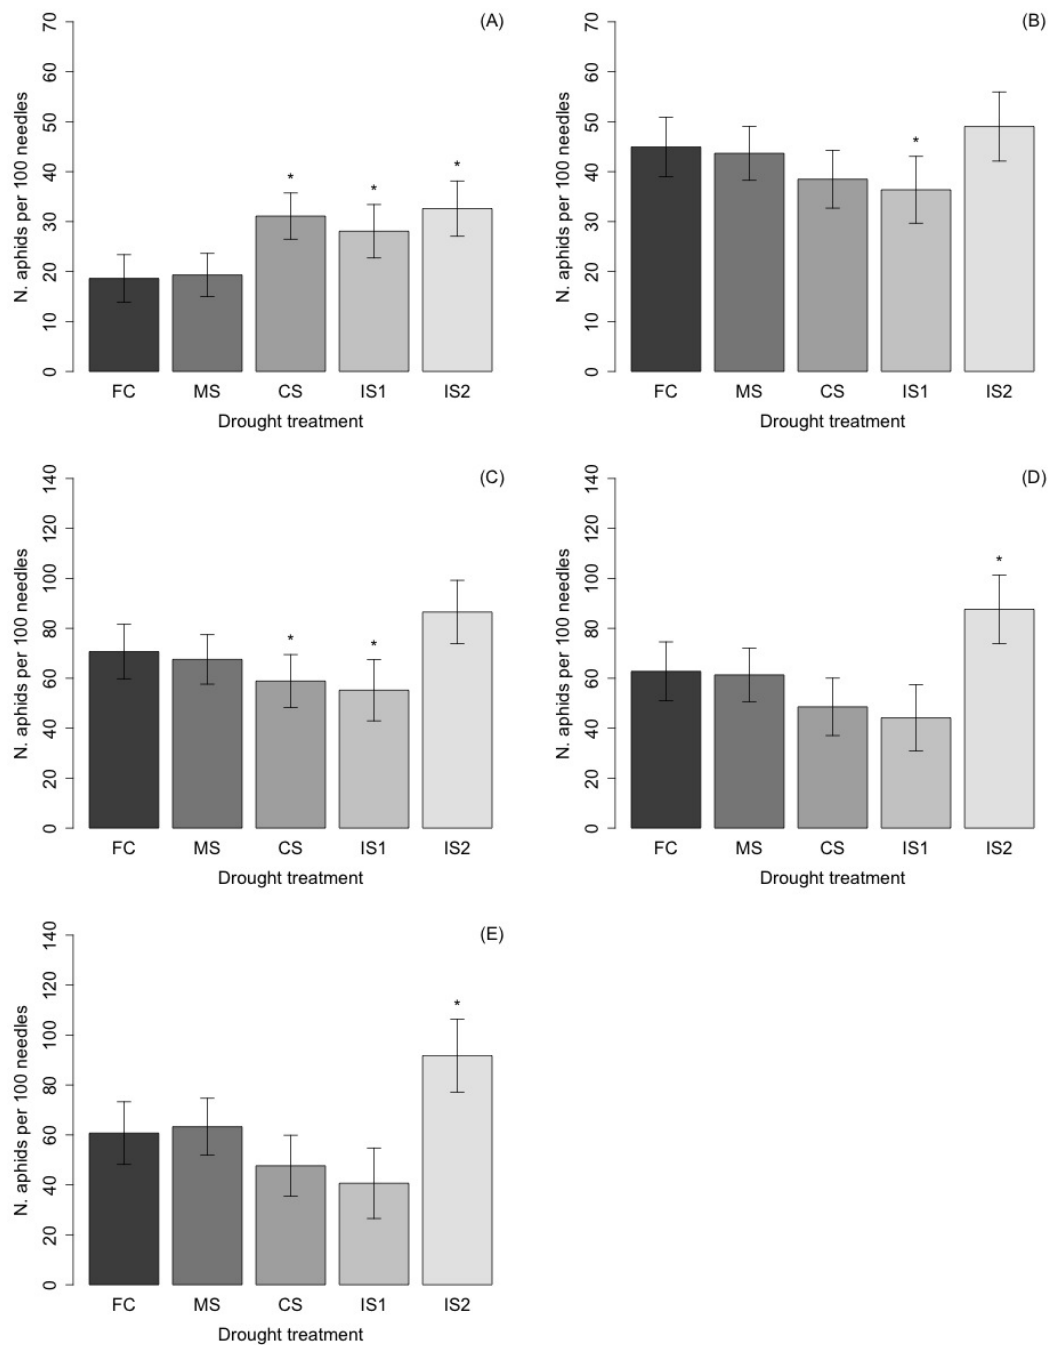 (A)
N. aphids per 100 needles
70
60
50
40
30
20
10
0
* * *
FC MS CS IS1 IS2
Drought treatment
(B)
N. aphids per 100 needles
70
60
50
40
30
20
10
0
*
FC MS CS IS1 IS2
Drought treatment
(C)
N. aphids per 100 needles
140
120
100
80
60
40
20
0
* *
FC MS CS IS1 IS2
Drought treatment
(D)
N. aphids per 100 needles
140
120
100
80
60
40
20
0
*
FC MS CS IS1 IS2
Drought treatment
(E)
N. aphids per 100 needles
140
120
100
80
60
40
20
0
*
FC MS CS IS1 IS2
Drought treatment